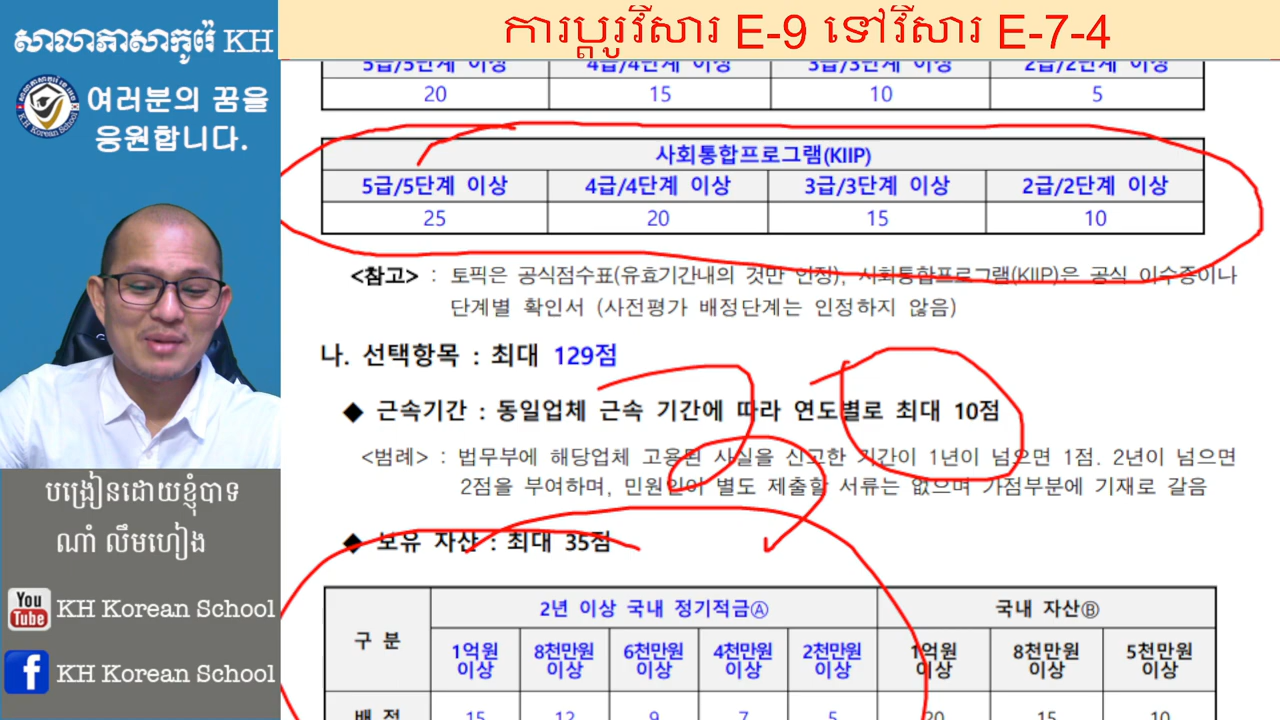 សាលាភាសាកូរ៉េ KH
여러분의 꿈을
응원합니다.
ការប្តូរវីសារ E-9 ទៅវីសារ E-7-4
5급/5단계 이상 4급/4단계 이상 3급/3단계 이상 2급/2단계 이상
20 15 10 5
사회통합프로그램(KIIP)
5급/5단계 이상 4급/4단계 이상 3급/3단계 이상 2급/2단계 이상
25 20 15 10
<참고> : 토픽은 공식점수표(유효기간내의 것만 인정), 사회통합프로그램(KIIP)은 공식 이수증이나
단계별 확인서 (사전평가 배정단계는 인정하지 않음)
나. 선택항목 : 최대 129점
◆ 근속기간 : 동일업체 근속 기간에 따라 연도별로 최대 10점
<범례> : 법무부에 해당업체 고용된 사실을 신고한 기간이 1년이 넘으면 1점. 2년이 넘으면
2점을 부여하며, 민원인이 별도 제출할 서류는 없으며 가점부분에 기재로 갈음
◆ 보유 자산 : 최대 35점
구 분 2년 이상 국내 정기적금Ⓐ 국내 자산Ⓑ
1억원 이상 8천만원 이상 6천만원 이상 4천만원 이상 2천만원 이상 1억원 이상 8천만원 이상 5천만원 이상
배 점 15 12 9 7 5 20 15 10
បង្រៀនដោយខ្ញុំបាទ
ណាំ លឹមហៀង
You Tube KH Korean School
f KH Korean School